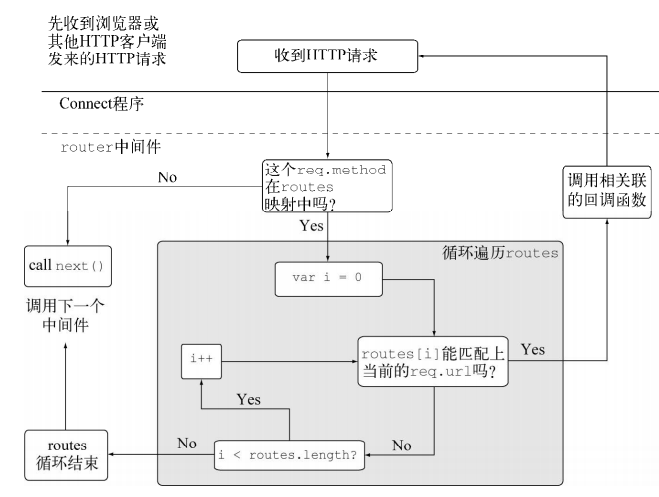 先收到浏览器或
其他HTTP客户端
发来的HTTP请求
收到HTTP请求
Connect程序
router中间件
这个req.method
在routes
映射中吗?
No
Yes
调用相关联
的回调函数
call next()
调用下一个
中间件
循环遍历routes
var i = 0
i++
routes[i]能匹配上
当前的req.url吗?
Yes
Yes
No
i < routes.length?
No
routes
循环结束